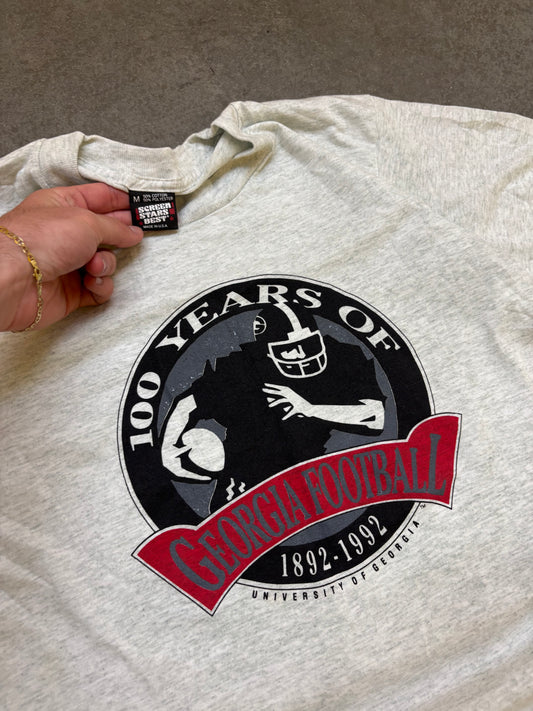 M 50% COTTON
50% POLYESTER
SCREEN
STARS
BEST
MADE IN U.S.A.
100 YEARS OF
GEORGIA FOOTBALL
1892-1992
UNIVERSITY OF GEORGIA